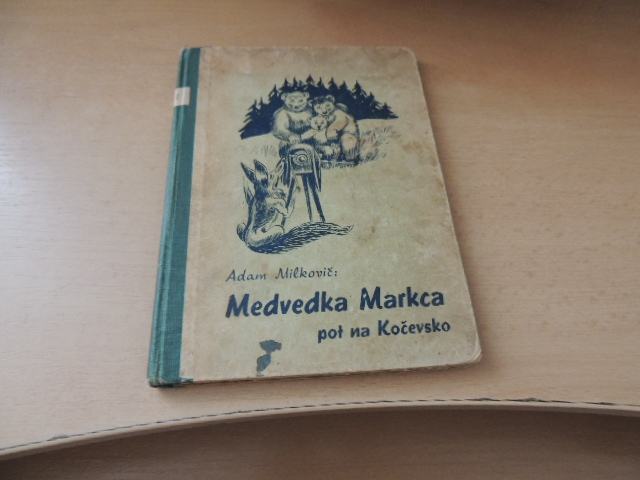 Adam Milkovič:
Medvedka Markca
pot na Kočevsko